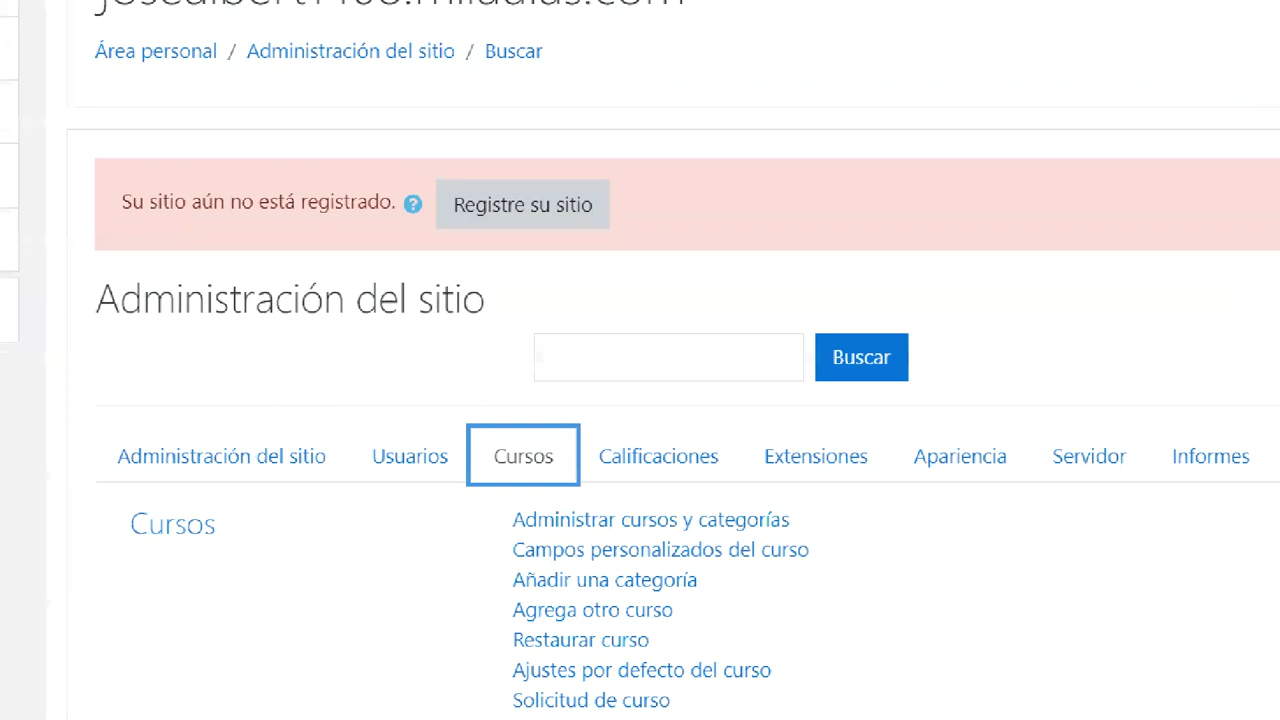 Área personal / Administración del sitio / Buscar
Su sitio aún no está registrado. ? Registre su sitio
Administración del sitio
Buscar
Administración del sitio Usuarios Cursos Calificaciones Extensiones Apariencia Servidor Informes
Cursos
Administrar cursos y categorías
Campos personalizados del curso
Añadir una categoría
Agrega otro curso
Restaurar curso
Ajustes por defecto del curso
Solicitud de curso